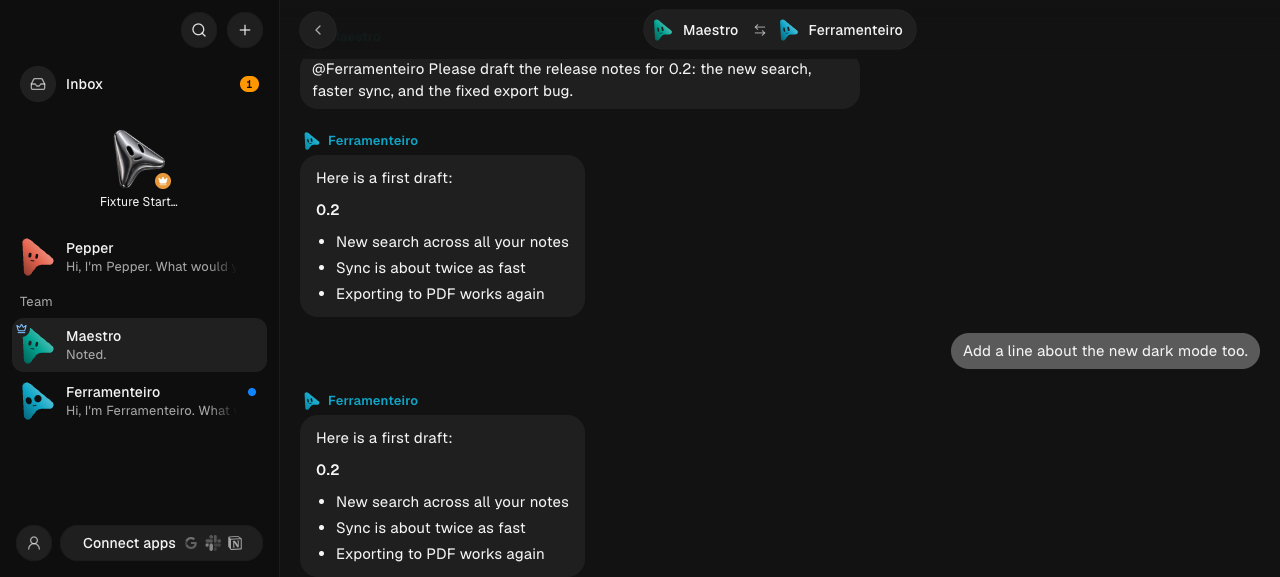 Inbox
1
Fixture Start...
Pepper
Hi, I'm Pepper. What would
Team
Maestro
Noted.
Ferramenteiro
Hi, I'm Ferramenteiro. What
Connect apps
Maestro
Ferramenteiro
@Ferramenteiro Please draft the release notes for 0.2: the new search,
faster sync, and the fixed export bug.
Ferramenteiro
Here is a first draft:
0.2
• New search across all your notes
• Sync is about twice as fast
• Exporting to PDF works again
Add a line about the new dark mode too.
Ferramenteiro
Here is a first draft:
0.2
• New search across all your notes
• Sync is about twice as fast
• Exporting to PDF works again